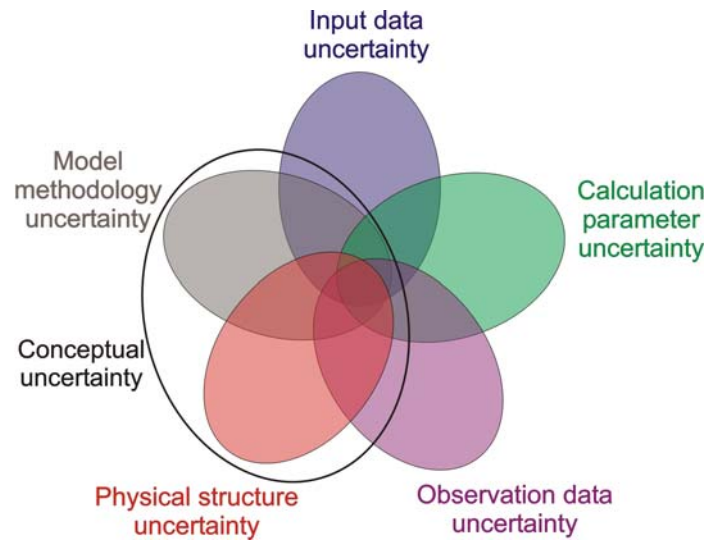 Input data
uncertainty
Model
methodology
uncertainty
Calculation
parameter
uncertainty
Conceptual
uncertainty
Physical structure
uncertainty
Observation data
uncertainty